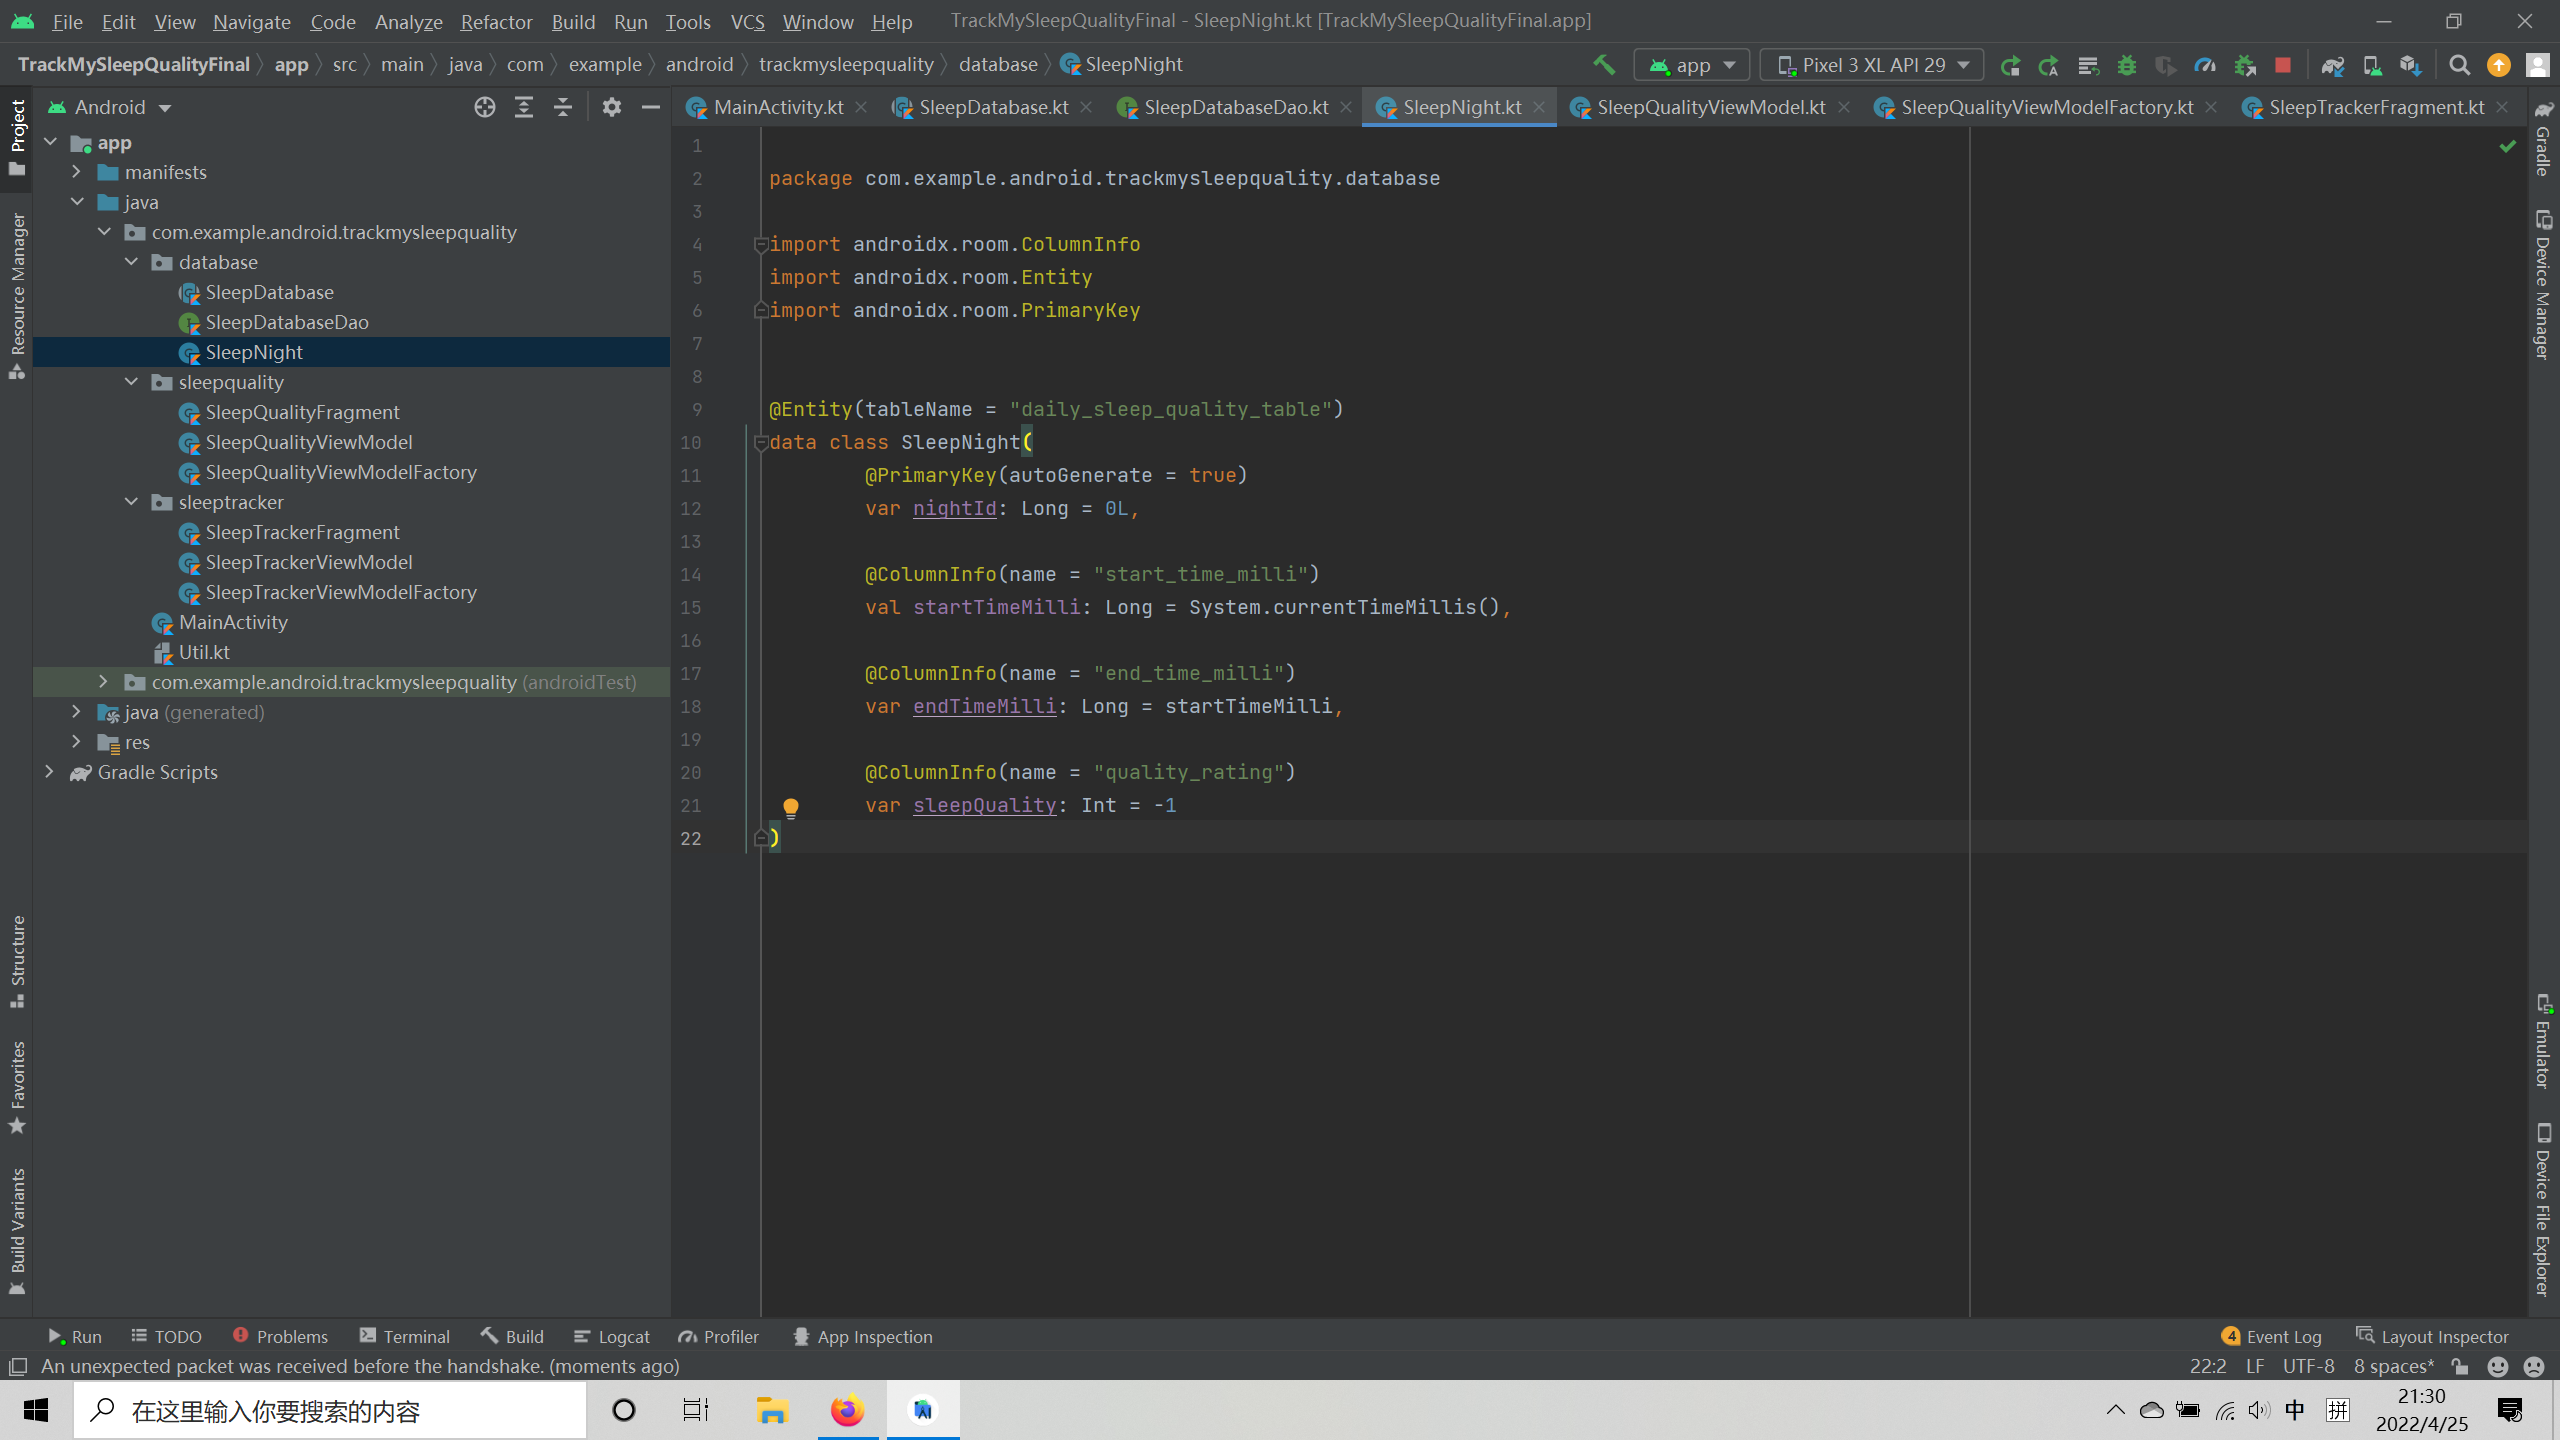 File Edit View Navigate Code Analyze Refactor Build Run Tools VCS Window Help TrackMySleepQualityFinal - SleepNight.kt [TrackMySleepQualityFinal.app]
TrackMySleepQualityFinal app src main java com example android trackmysleepquality database SleepNight app Pixel 3 XL API 29
Project
Resource Manager
Structure
Favorites
Build Variants
Android
app
manifests
java
com.example.android.trackmysleepquality
database
SleepDatabase
SleepDatabaseDao
SleepNight
sleepquality
SleepQualityFragment
SleepQualityViewModel
SleepQualityViewModelFactory
sleeptracker
SleepTrackerFragment
SleepTrackerViewModel
SleepTrackerViewModelFactory
MainActivity
Util.kt
com.example.android.trackmysleepquality (androidTest)
java (generated)
res
Gradle Scripts
MainActivity.kt SleepDatabase.kt SleepDatabaseDao.kt SleepNight.kt SleepQualityViewModel.kt SleepQualityViewModelFactory.kt SleepTrackerFragment.kt
1
2 package com.example.android.trackmysleepquality.database
3
4 import androidx.room.ColumnInfo
5 import androidx.room.Entity
6 import androidx.room.PrimaryKey
7
8
9 @Entity(tableName = "daily_sleep_quality_table")
10 data class SleepNight(
11 @PrimaryKey(autoGenerate = true)
12 var nightId: Long = 0L,
13
14 @ColumnInfo(name = "start_time_milli")
15 val startTimeMilli: Long = System.currentTimeMillis(),
16
17 @ColumnInfo(name = "end_time_milli")
18 var endTimeMilli: Long = startTimeMilli,
19
20 @ColumnInfo(name = "quality_rating")
21 var sleepQuality: Int = -1
22 )
Gradle
Device Manager
Emulator
Device File Explorer
Run TODO Problems Terminal Build Logcat Profiler App Inspection 4 Event Log Layout Inspector
An unexpected packet was received before the handshake. (moments ago) 22:2 LF UTF-8 8 spaces*
在这里输入你要搜索的内容 中 拼 21:30
2022/4/25